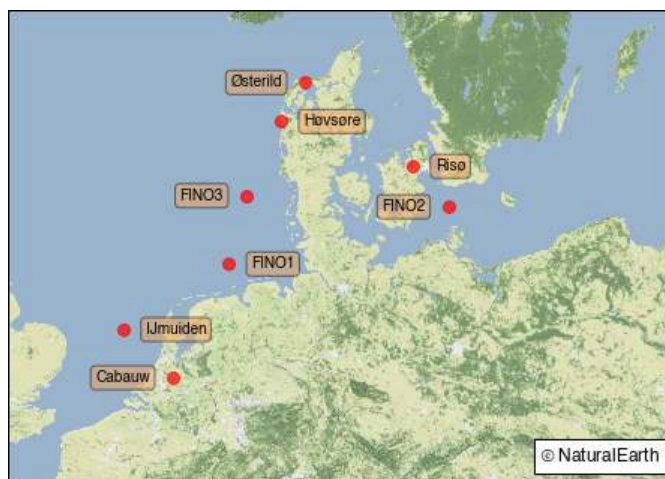 Østerild
Høvsøre
Risø
FINO3
FINO2
FINO1
IJmuiden
Cabauw
© NaturalEarth